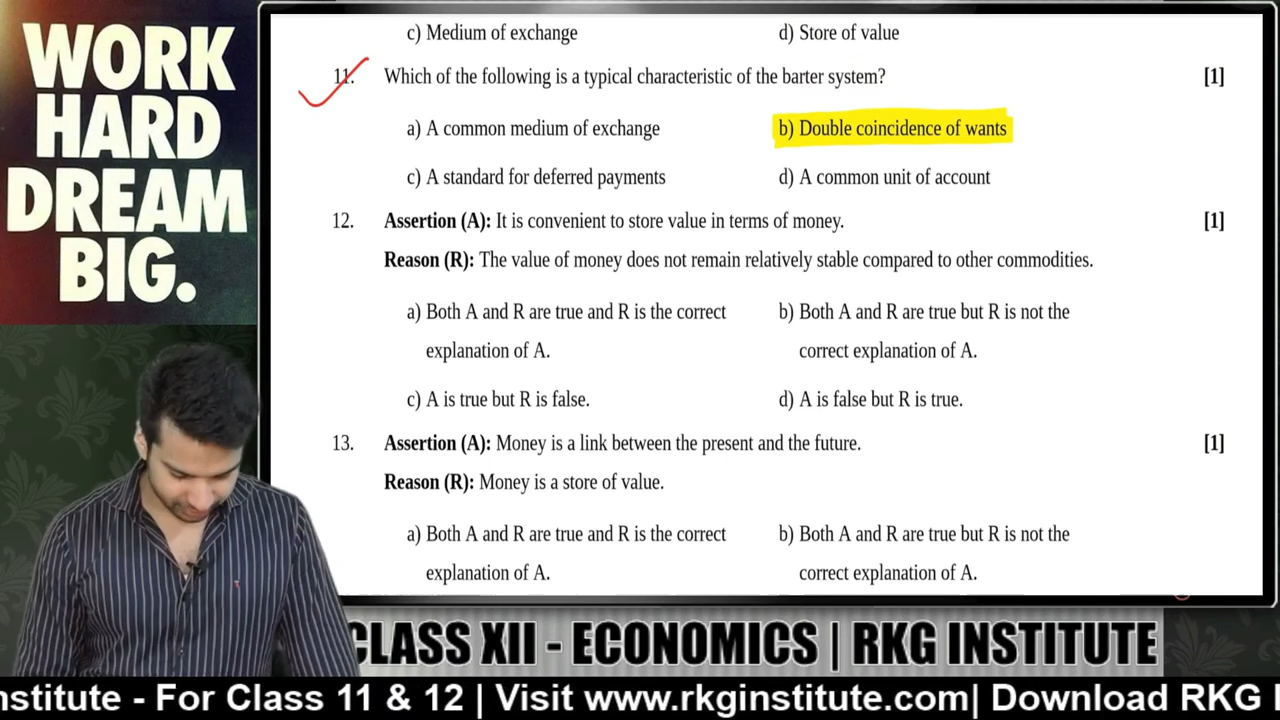 WORK
HARD
DREAM
BIG.
c) Medium of exchange d) Store of value
11. Which of the following is a typical characteristic of the barter system? [1]
a) A common medium of exchange b) Double coincidence of wants
c) A standard for deferred payments d) A common unit of account
12. Assertion (A): It is convenient to store value in terms of money. [1]
Reason (R): The value of money does not remain relatively stable compared to other commodities.
a) Both A and R are true and R is the correct b) Both A and R are true but R is not the
explanation of A. correct explanation of A.
c) A is true but R is false. d) A is false but R is true.
13. Assertion (A): Money is a link between the present and the future. [1]
Reason (R): Money is a store of value.
a) Both A and R are true and R is the correct b) Both A and R are true but R is not the
explanation of A. correct explanation of A.
CLASS XII - ECONOMICS | RKG INSTITUTE
nstitute - For Class 11 & 12 | Visit www.rkginstitute.com| Download RKG